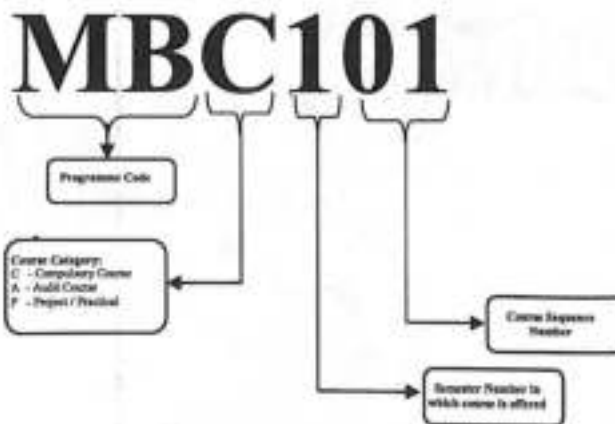 MBC101
Programme Code
Course Category:
C - Compulsory Course
A - Audit Course
P - Project / Practical
Course Sequence
Number
Semester Number in
which course is offered